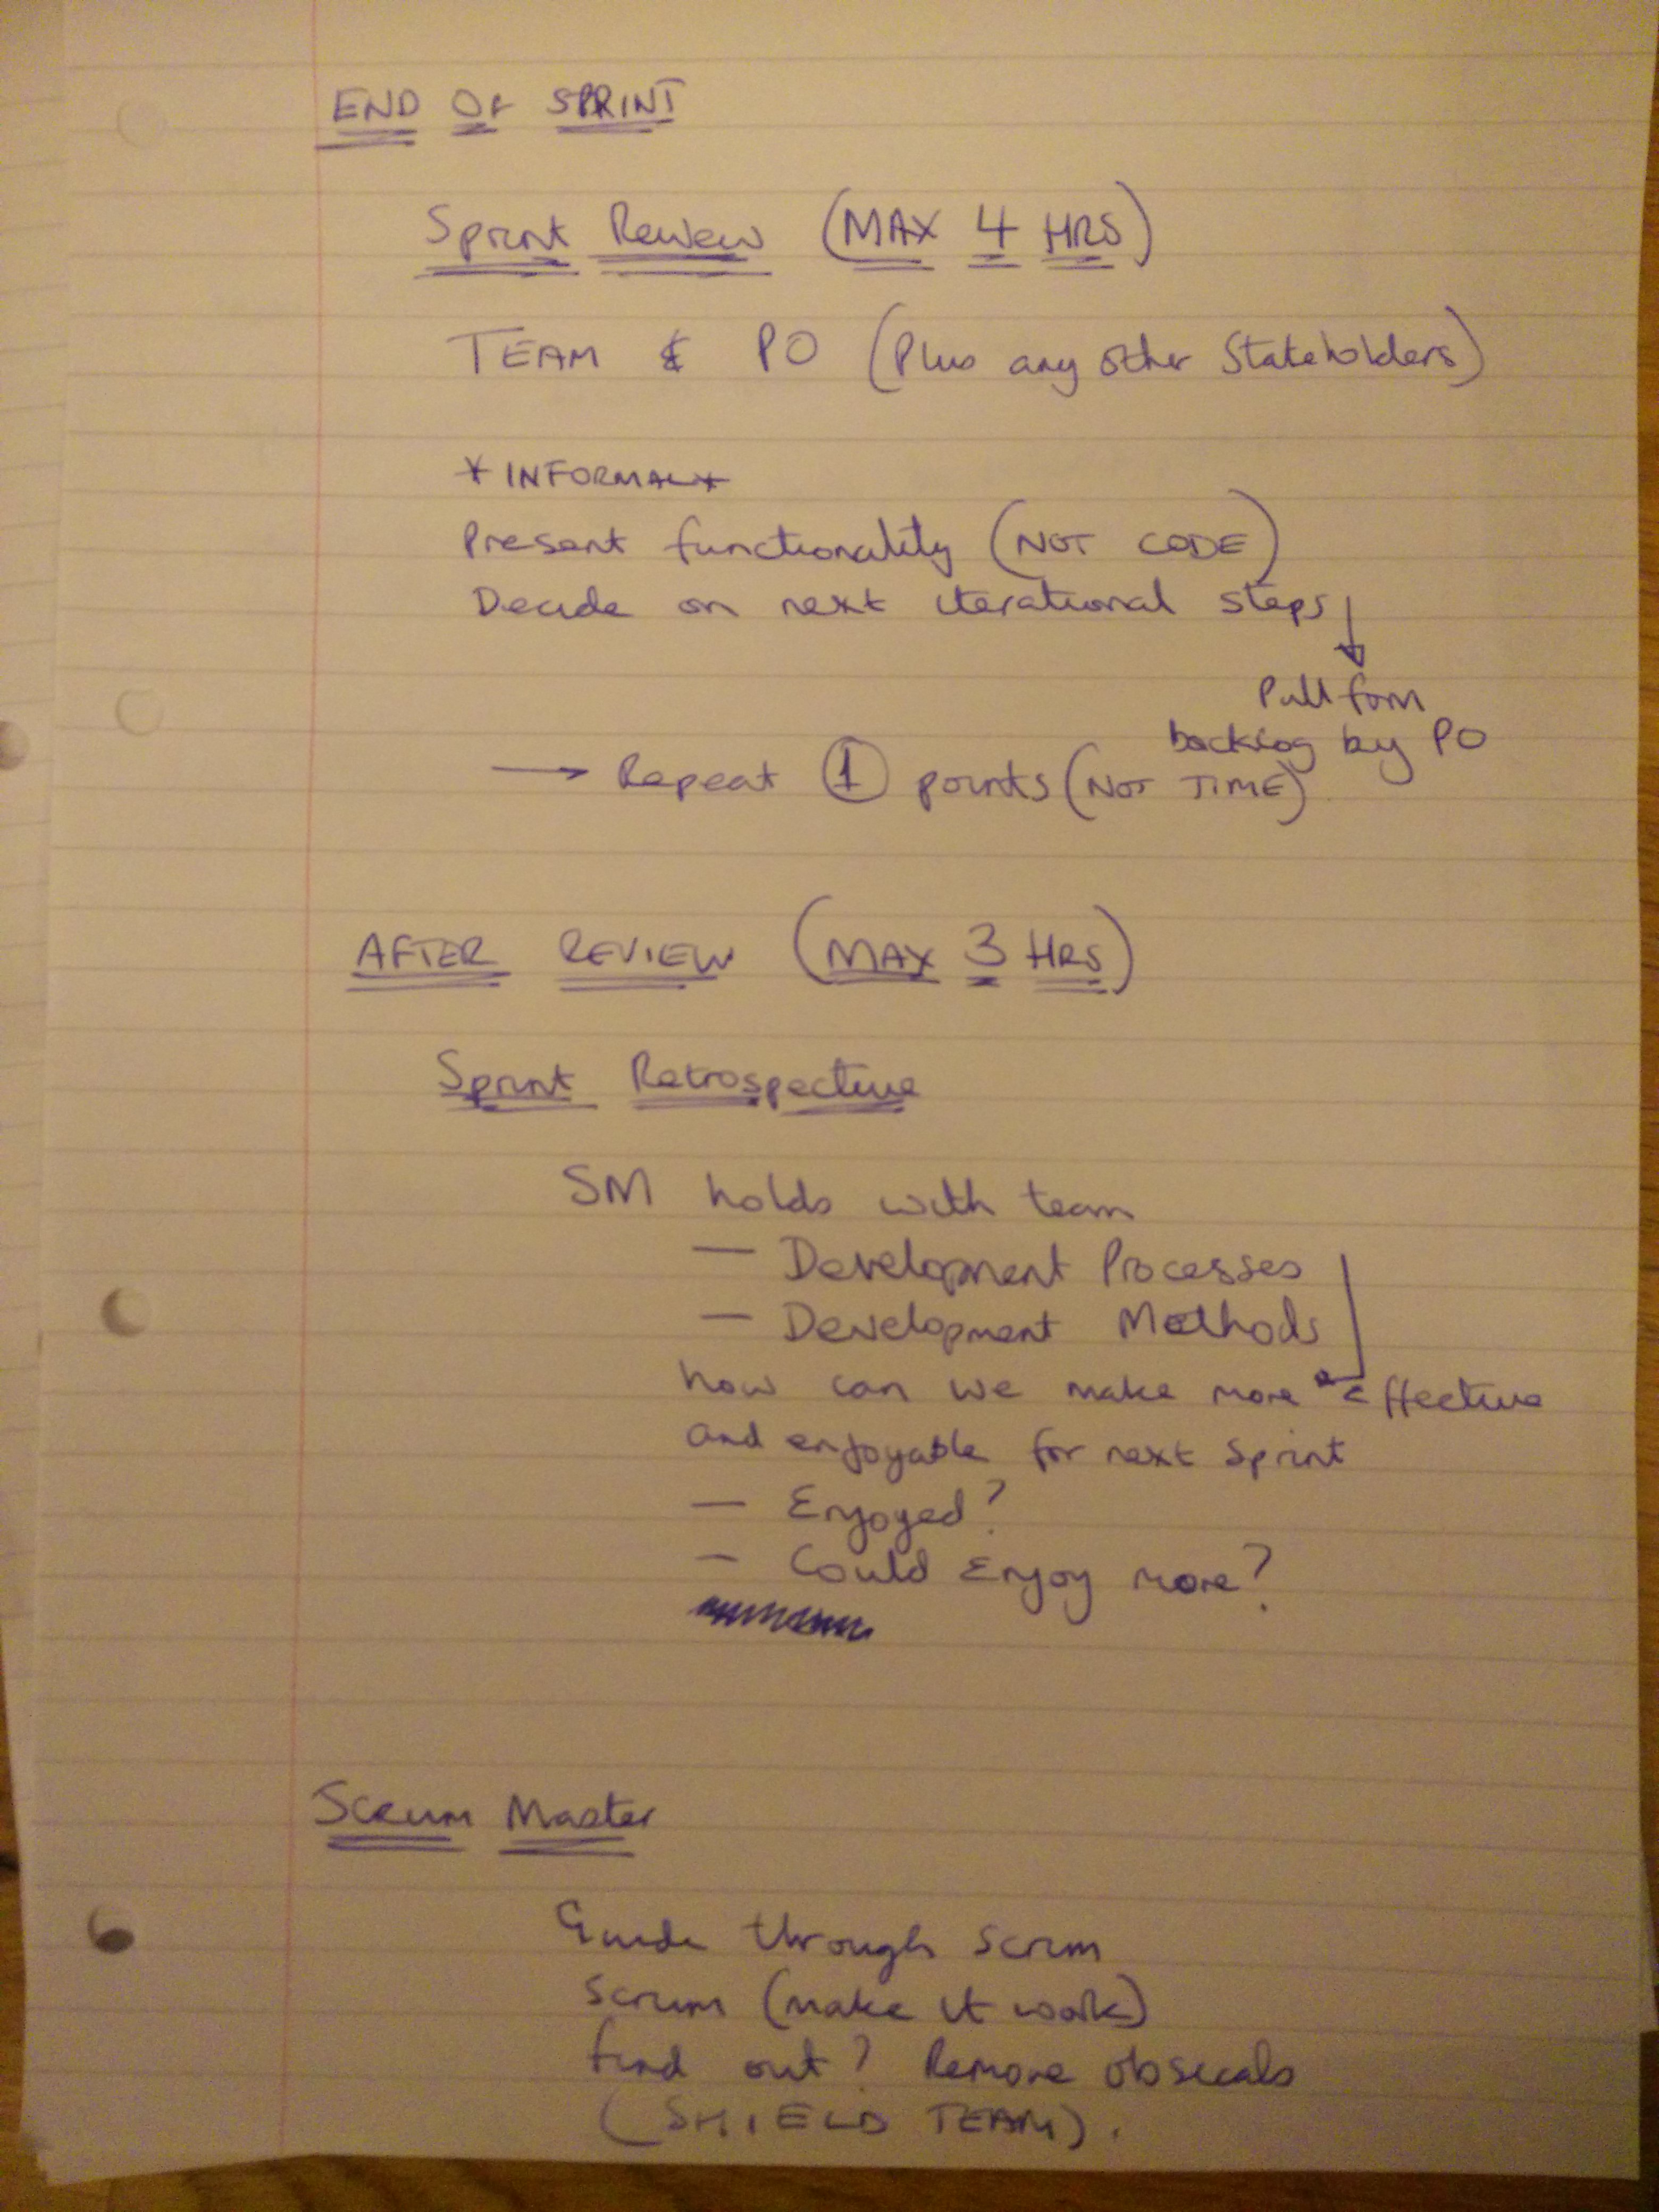 END OF SPRINT
Sprint Review (MAX 4 HRS)
TEAM & PO (Plus any other Stakeholders)
* INFORMAL *
Present functionality (NOT CODE)
Decide on next iterational steps
Pull form
backlog by PO
→ Repeat ① points (NOT TIME)
AFTER REVIEW (MAX 3 HRS)
Sprint Retrospective
SM holds with team
— Development Processes
— Development Methods
how can we make more effective
and enjoyable for next Sprint
— Enjoyed?
— Could Enjoy more?
Scrum Master
Guide through scrum
scrum (make it work)
find out? Remove obsicals
(SHIELD TEAM).